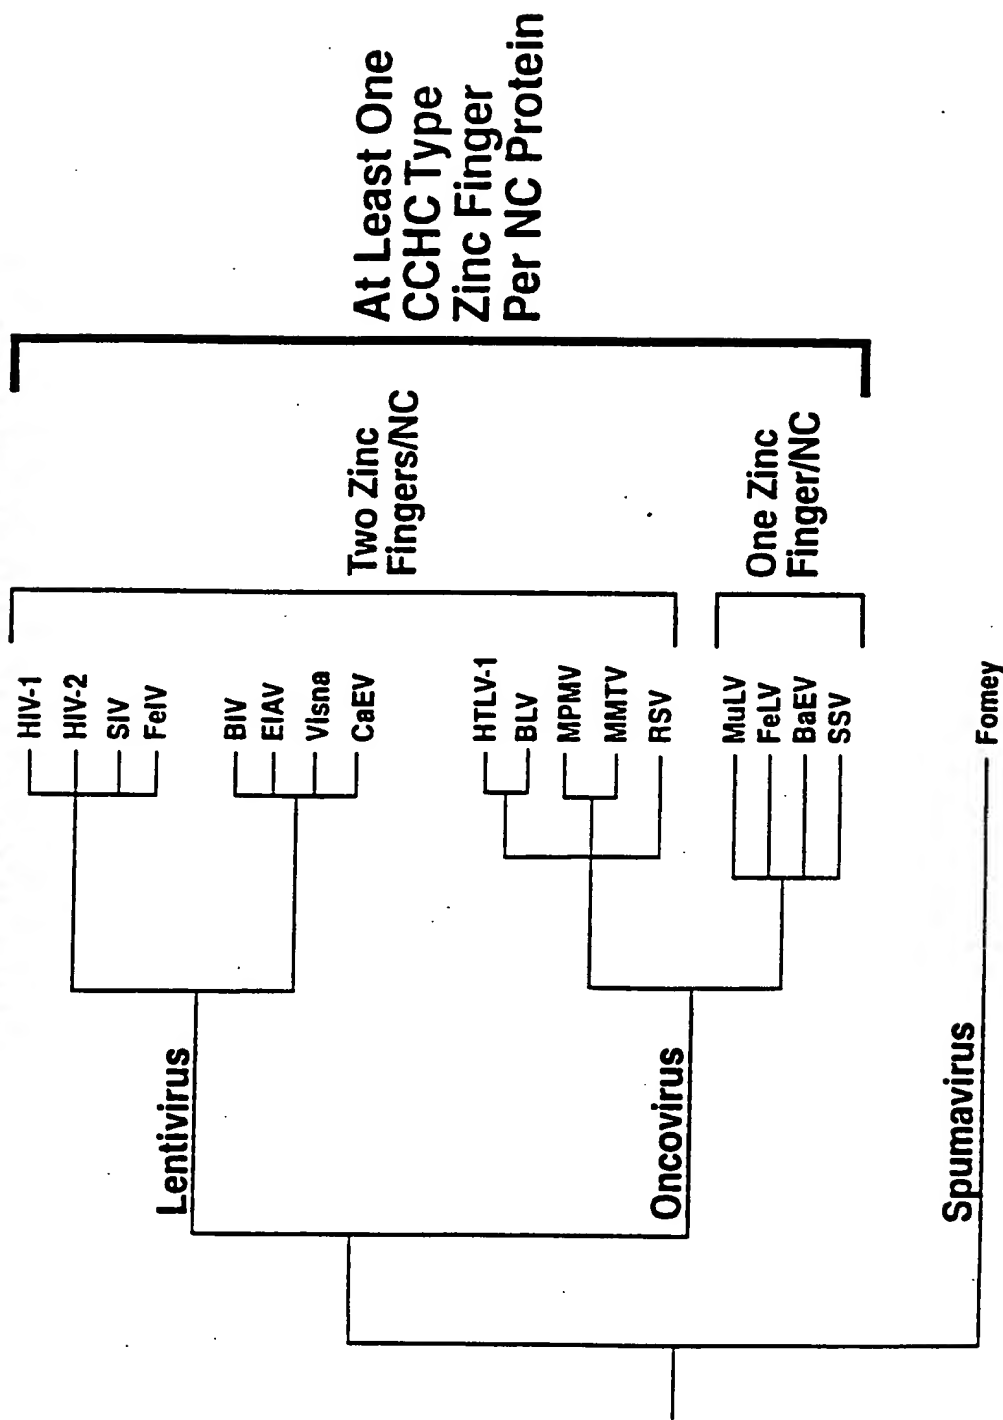 Lentivirus
Oncovirus
Spumavirus
HIV-1
HIV-2
SIV
FeIV
BIV
EIAV
Visna
CaEV
HTLV-1
BLV
MPMV
MMTV
RSV
MuLV
FeLV
BaEV
SSV
Fomey
Two Zinc
Fingers/NC
One Zinc
Finger/NC
At Least One
CCHC Type
Zinc Finger
Per NC Protein